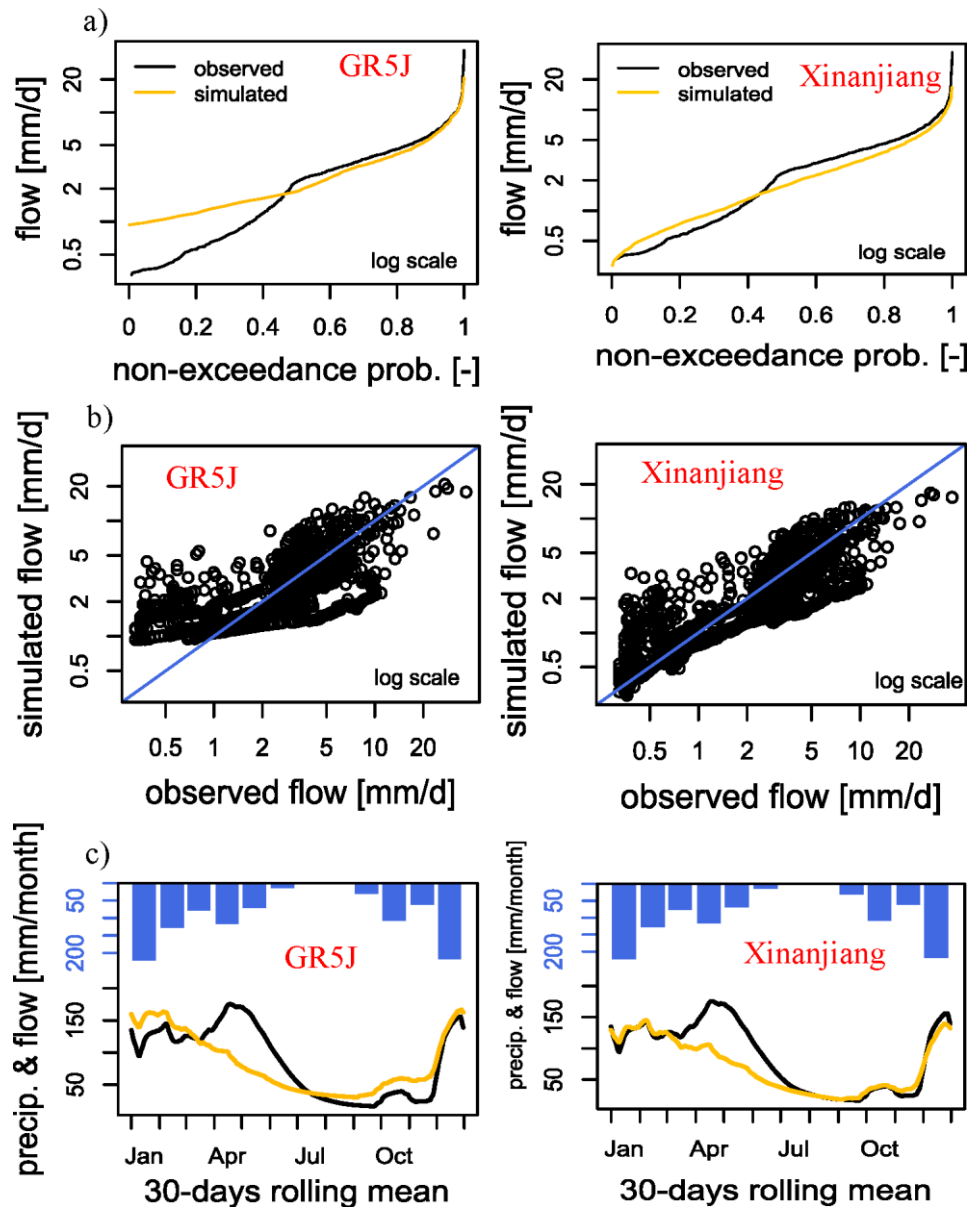 a)
observed
simulated
GR5J
flow [mm/d]
20
5
2
0.5
log scale
0 0.2 0.4 0.6 0.8 1
non-exceedance prob. [-]
observed
simulated
Xinanjiang
flow [mm/d]
20
5
2
0.5
log scale
0 0.2 0.4 0.6 0.8 1
non-exceedance prob. [-]
b)
GR5J
simulated flow [mm/d]
20
5
2
0.5
log scale
0.5 1 2 5 10 20
observed flow [mm/d]
Xinanjiang
simulated flow [mm/d]
20
5
2
0.5
log scale
0.5 1 2 5 10 20
observed flow [mm/d]
c)
GR5J
precip. & flow [mm/month]
50
200
150
50
Jan Apr Jul Oct
30-days rolling mean
Xinanjiang
precip. & flow [mm/month]
50
200
150
50
Jan Apr Jul Oct
30-days rolling mean